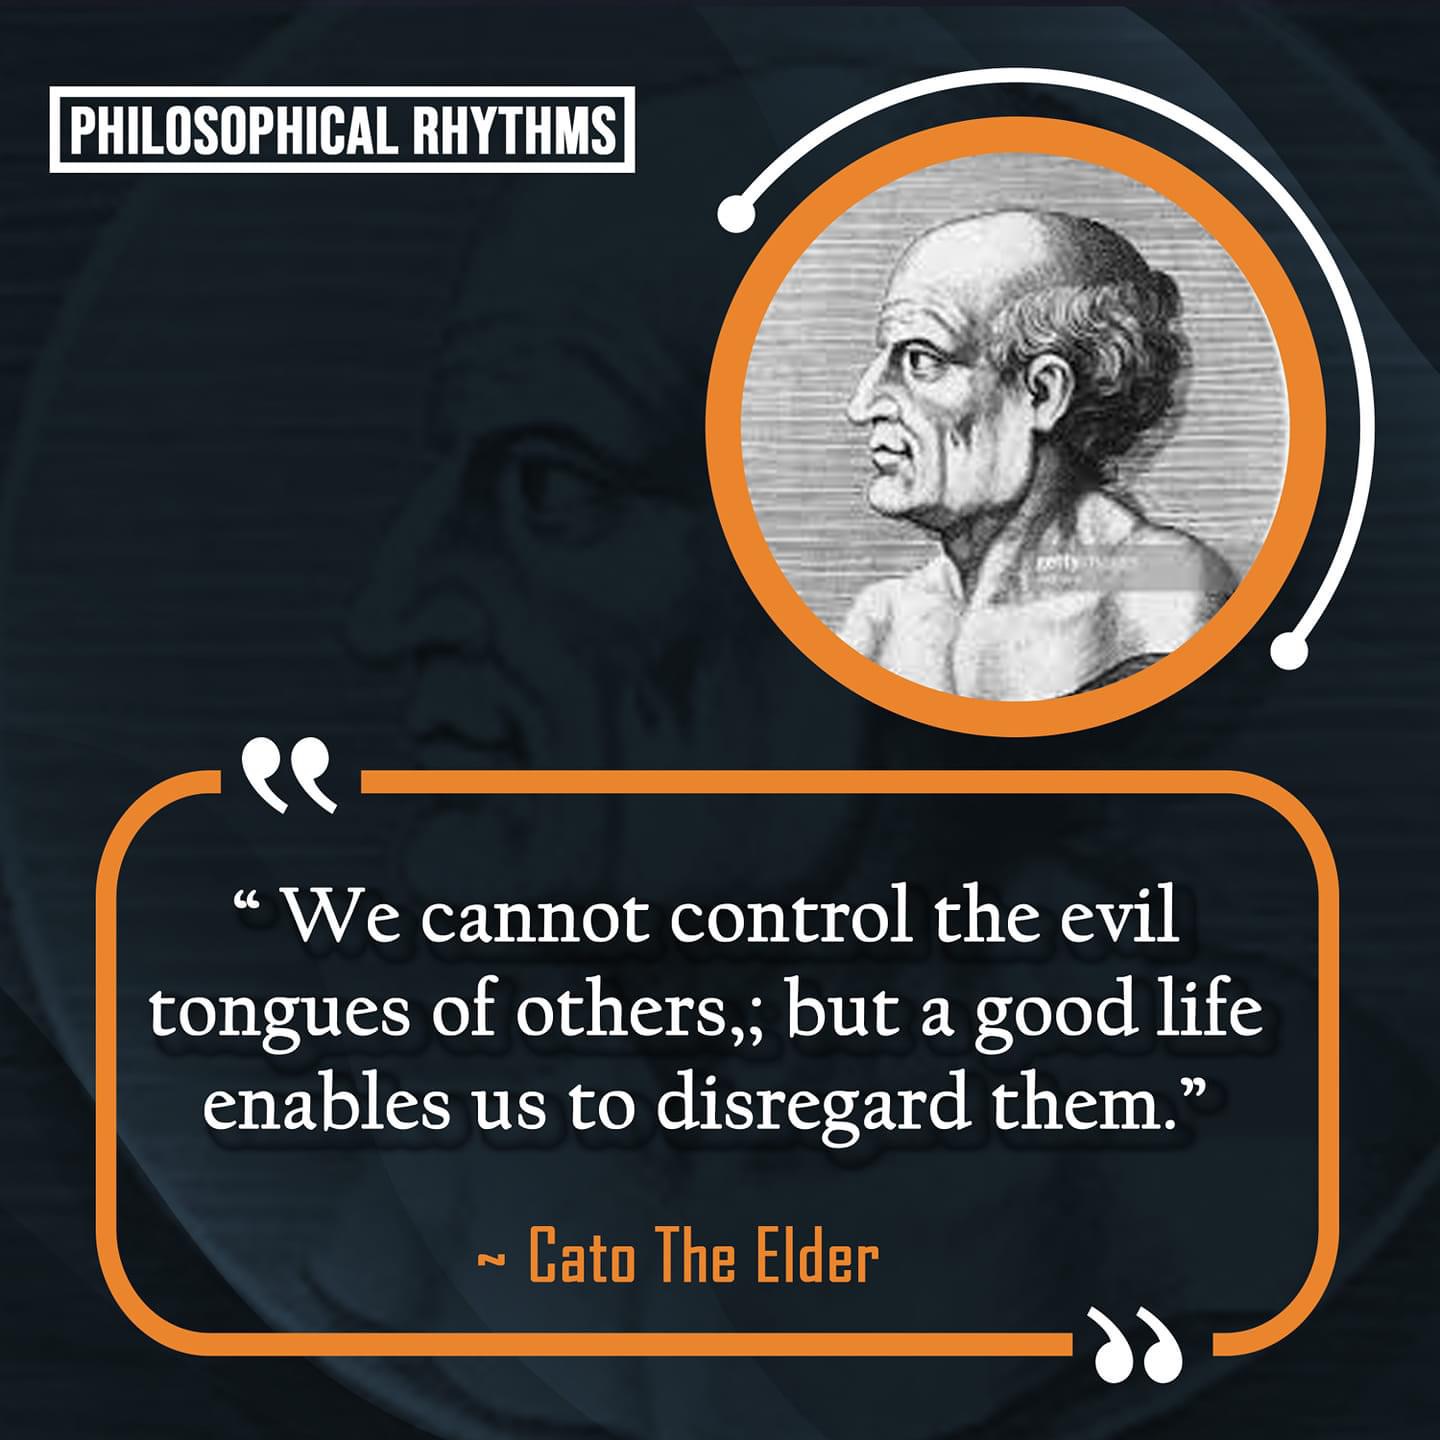 PHILOSOPHICAL RHYTHMS
“ We cannot control the evil
tongues of others,; but a good life
enables us to disregard them.”
~ Cato The Elder